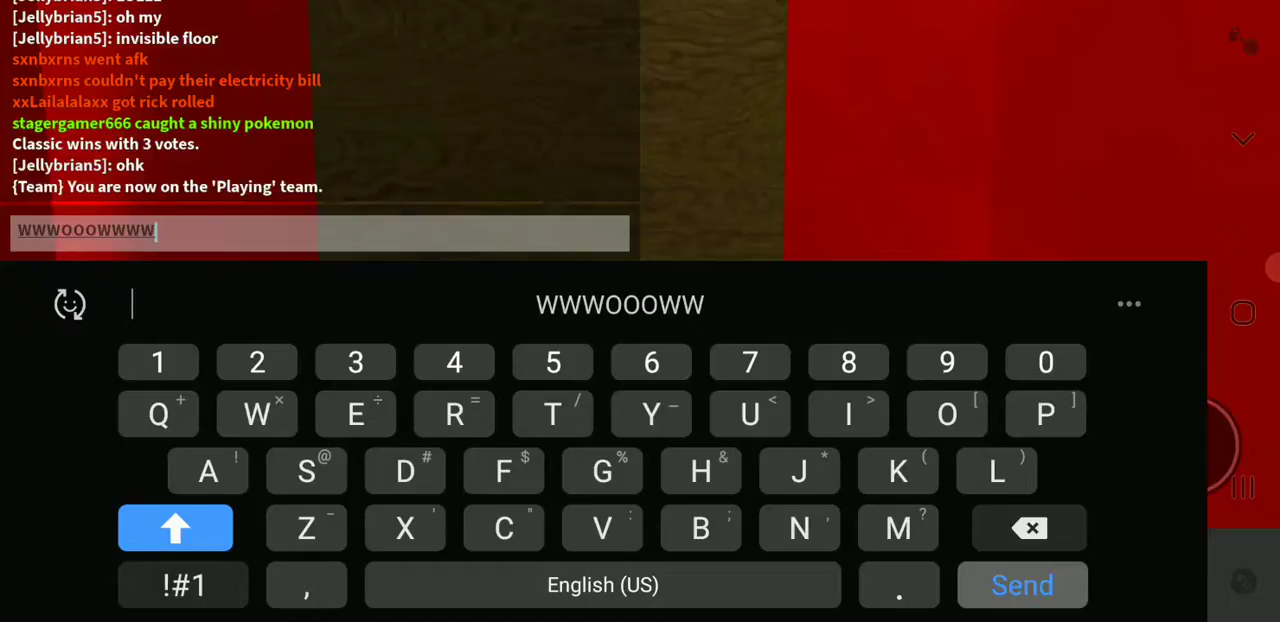 [Jellybrian5]: oh my
[Jellybrian5]: invisible floor
sxnbxrns went afk
sxnbxrns couldn't pay their electricity bill
xxLailalalaxx got rick rolled
stagergamer666 caught a shiny pokemon
Classic wins with 3 votes.
[Jellybrian5]: ohk
{Team} You are now on the 'Playing' team.
WWWOOOWWWW
WWWOOOWW
1 2 3 4 5 6 7 8 9 0
Q + W × E ÷ R = T / Y _ U < I > O [ P ]
A ! S @ D # F $ G % H & J * K ( L )
Z - X ' C " V : B ; N , M ?
!#1 , English (US) . Send